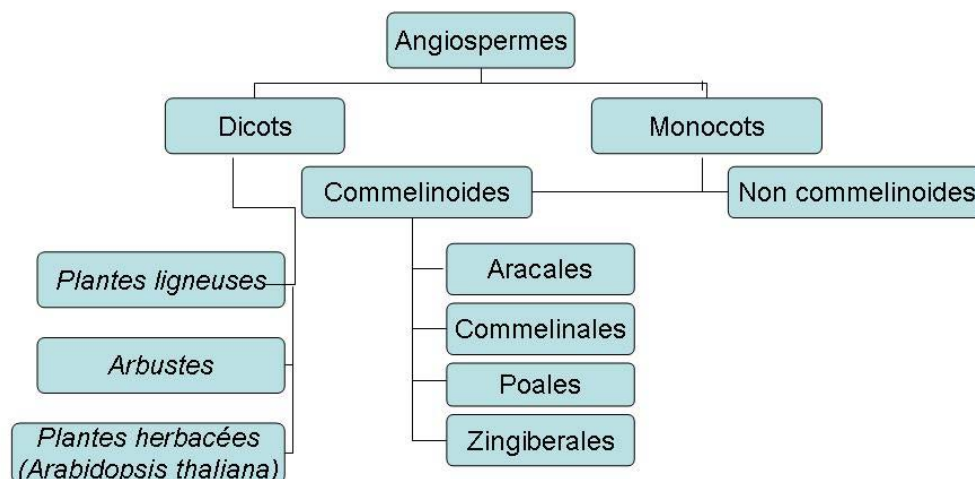 Angiospermes
Dicots
Monocots
Commelinoides
Non commelinoides
Plantes ligneuses
Arbustes
Plantes herbacées
(Arabidopsis thaliana)
Aracales
Commelinales
Poales
Zingiberales